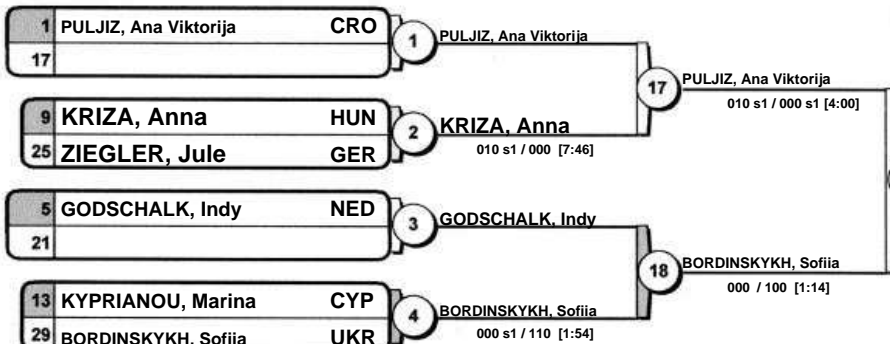 1 PULJIZ, Ana Viktorija CRO
17
1
PULJIZ, Ana Viktorija
9 KRIZA, Anna HUN
25 ZIEGLER, Jule GER
2
KRIZA, Anna
010 s1 / 000 [7:46]
17
PULJIZ, Ana Viktorija
010 s1 / 000 s1 [4:00]
5 GODSCHALK, Indy NED
21
3
GODSCHALK, Indy
13 KYPRIANOU, Marina CYP
29 BORDINSKYKH, Sofiia UKR
4
BORDINSKYKH, Sofiia
000 s1 / 110 [1:54]
18
BORDINSKYKH, Sofiia
000 / 100 [1:14]